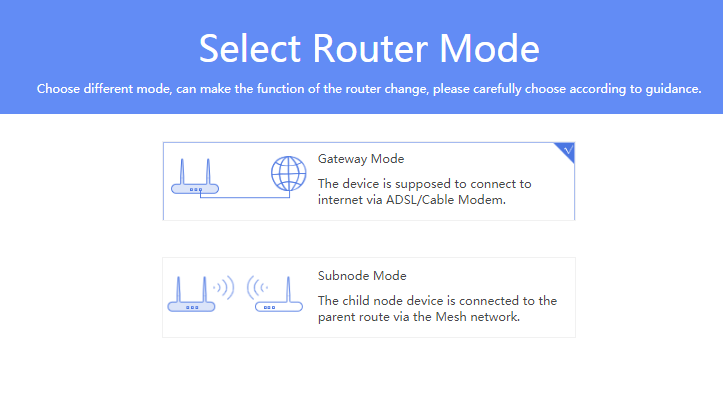 Select Router Mode
Choose different mode, can make the function of the router change, please carefully choose according to guidance.
Gateway Mode
The device is supposed to connect to
internet via ADSL/Cable Modem.
Subnode Mode
The child node device is connected to the
parent route via the Mesh network.